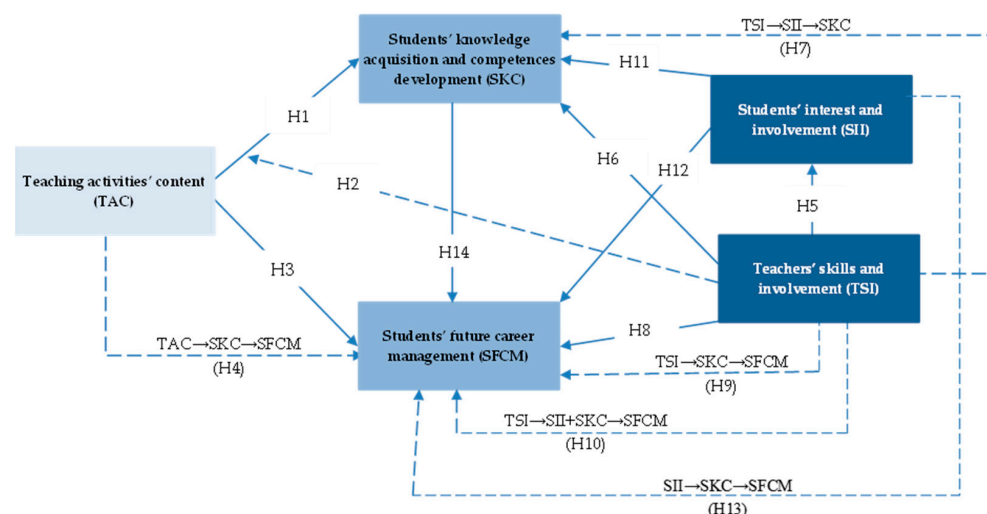 TSI→SII→SKC
(H7)
Students' knowledge
acquisition and competences
development (SKC)
H11
H1
Students' interest and
involvement (SII)
H6
H12
H2
Teaching activities' content
(TAC)
H5
H14
H3
Teachers' skills and
involvement (TSI)
Students' future career
management (SFCM)
H8
TAC→SKC→SFCM
(H4)
TSI→SKC→SFCM
(H9)
TSI→SII+SKC→SFCM
(H10)
SII→SKC→SFCM
(H13)